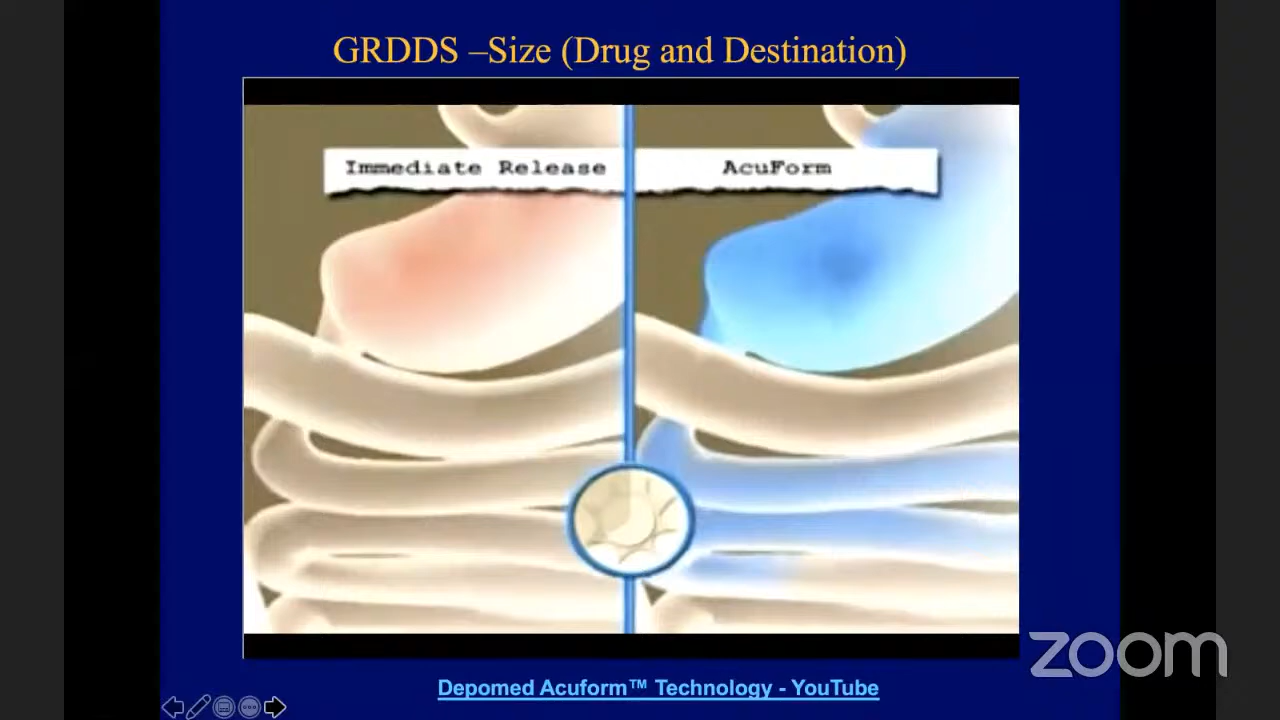 GRDDS –Size (Drug and Destination)
Immediate Release
AcuForm
zoom
Depomed Acuform™ Technology - YouTube